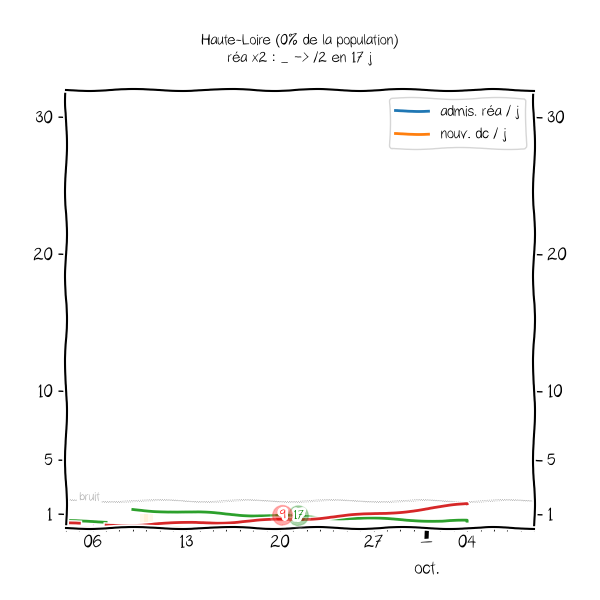 Haute-Loire (0% de la population)
réa x2 : _ -> /2 en 17 j
admis. réa / j
nouv. dc / j
30 30
20 20
10 10
5 5
_ bruit
1 9 17 1
06 13 20 27 _ 04
oct.